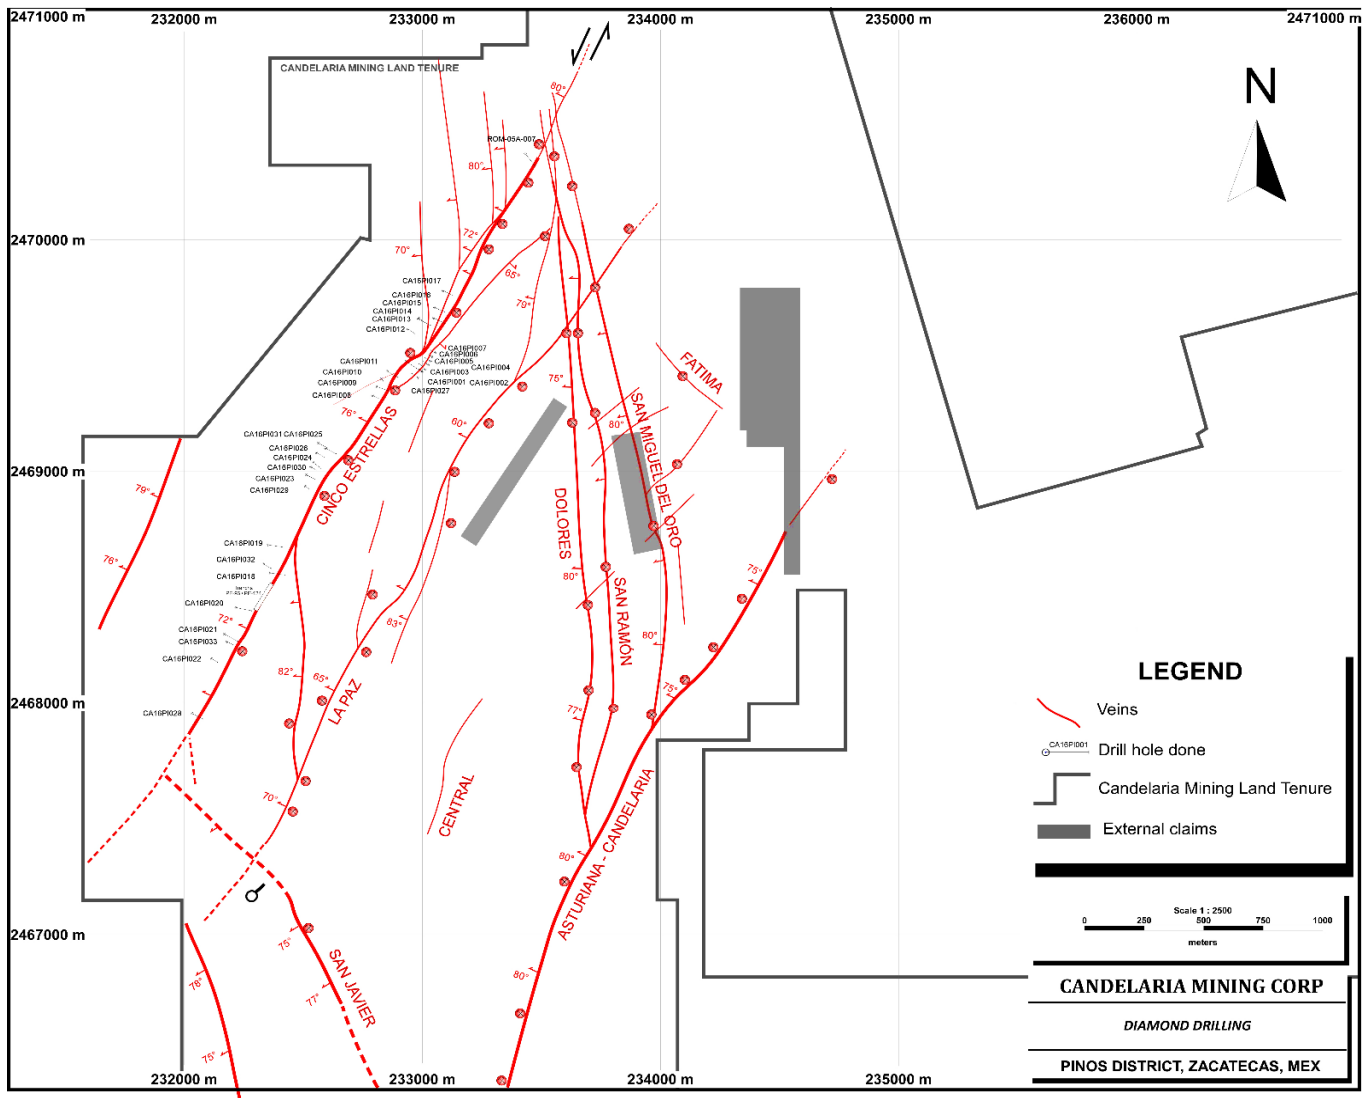 232000 m
233000 m
234000 m
235000 m
236000 m
2471000 m
2471000 m
CANDELARIA MINING LAND TENURE
N
80°
ROM-05A-007
80°
72°
70°
65°
79°
2470000 m
CA16PI017
CA16PI016
CA16PI015
CA16PI014
CA16PI013
CA16PI012
CA16PI007
CA16PI006
CA16PI005
CA16PI004
CA16PI003
CA16PI011
CA16PI010
CA16PI009
CA16PI008
CA16PI001
CA16PI002
CA16PI027
FATIMA
75°
76°
60°
80°
CINCO ESTRELLAS
SAN MIGUEL DEL ORO
CA16PI031
CA16PI025
CA16PI026
CA16PI024
CA16PI030
CA16PI023
CA16PI029
2469000 m
79°
76°
DOLORES
CA16PI019
CA16PI032
CA16PI018
CA16PI020
CA16PI021
CA16PI033
CA16PI022
CA16PI028
72°
83°
80°
75°
SAN RAMÓN
80°
82°
65°
LA PAZ
75°
77°
2468000 m
70°
CENTRAL
80°
ASTURIANA - CANDELARIA
2467000 m
75°
SAN JAVIER
77°
78°
80°
75°
232000 m
233000 m
234000 m
235000 m
LEGEND
Veins
CA16PI001
Drill hole done
Candelaria Mining Land Tenure
External claims
Scale 1 : 2500
0
250
500
750
1000
meters
CANDELARIA MINING CORP
DIAMOND DRILLING
PINOS DISTRICT, ZACATECAS, MEX